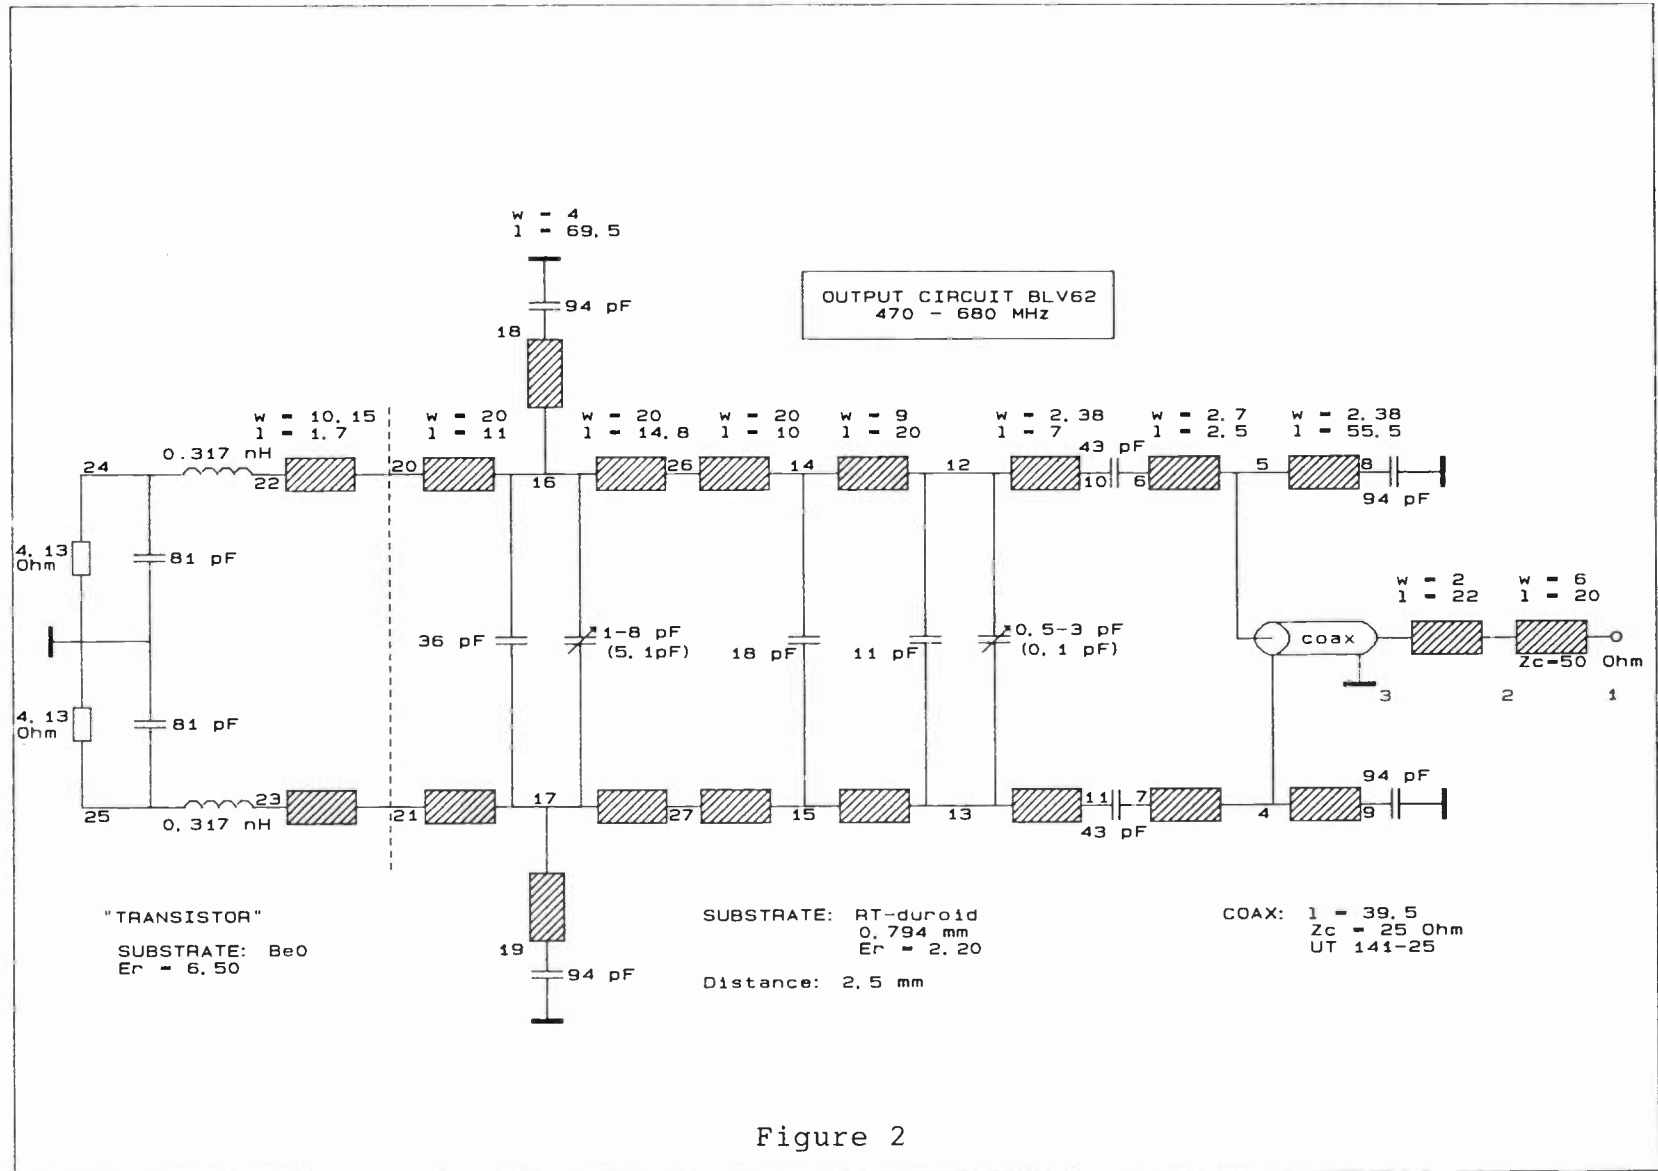 w = 4
l = 69.5
94 pF
18
OUTPUT CIRCUIT BLV62
470 - 680 MHz
w = 10.15
l = 1.7
w = 20
l = 11
w = 20
l = 14.8
w = 20
l = 10
w = 9
l = 20
w = 2.38
l = 7
w = 2.7
l = 2.5
w = 2.38
l = 55.5
43 pF
0.317 nH
24
22
20
16
26
14
12
10
6
5
8
94 pF
4.13
Ohm
81 pF
36 pF
1-8 pF
(5.1pF)
18 pF
11 pF
0.5-3 pF
(0.1 pF)
coax
w = 2
l = 22
w = 6
l = 20
Zc=50 Ohm
3
2
1
4.13
Ohm
81 pF
25
23
0.317 nH
21
17
27
15
13
11
7
43 pF
4
9
94 pF
19
94 pF
"TRANSISTOR"
SUBSTRATE: BeO
Er = 6.50
SUBSTRATE: RT-duroid
0.794 mm
Er = 2.20
Distance: 2.5 mm
COAX: l = 39.5
Zc = 25 Ohm
UT 141-25
Figure 2